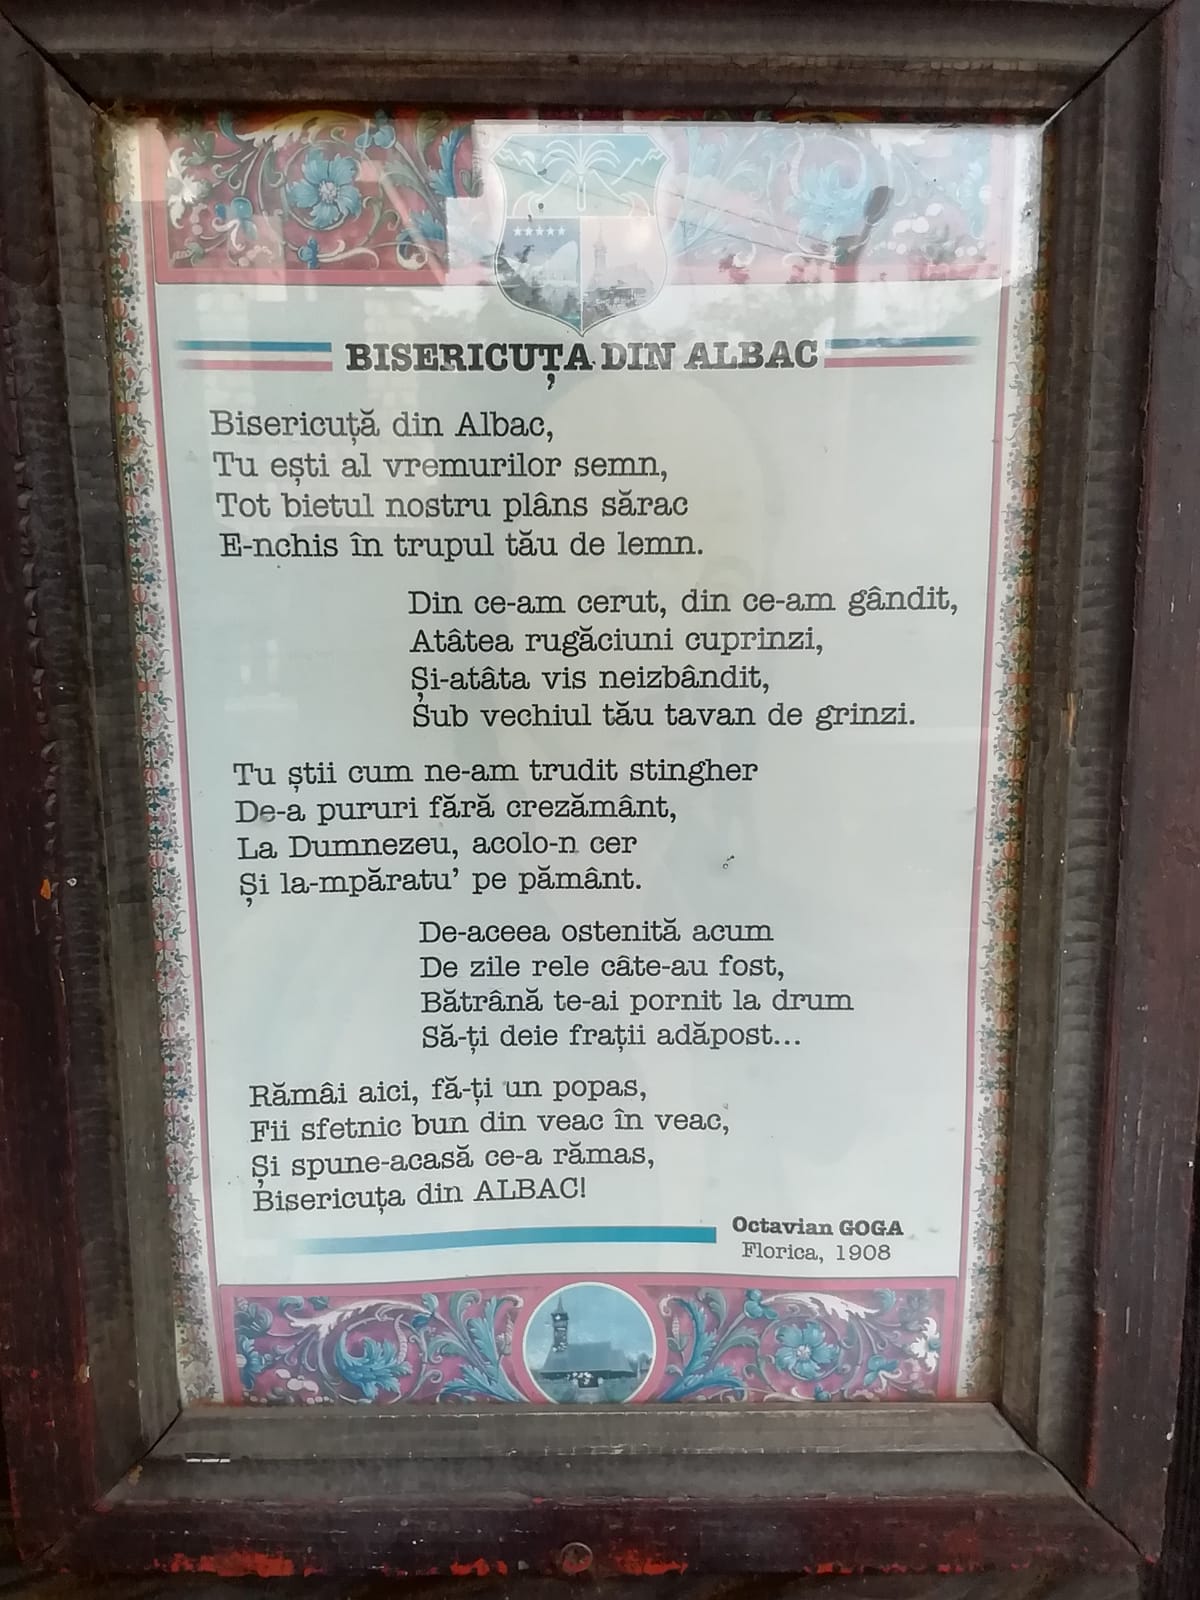 BISERICUȚA DIN ALBAC
Bisericuță din Albac,
Tu ești al vremurilor semn,
Tot bietul nostru plâns sărac
E-nchis în trupul tău de lemn.
Din ce-am cerut, din ce-am gândit,
Atâtea rugăciuni cuprinzi,
Și-atâta vis neizbândit,
Sub vechiul tău tavan de grinzi.
Tu știi cum ne-am trudit stingher
De-a pururi fără crezământ,
La Dumnezeu, acolo-n cer
Și la-mpăratu' pe pământ.
De-aceea ostenită acum
De zile rele câte-au fost,
Bătrână te-ai pornit la drum
Să-ți deie frații adăpost...
Rămâi aici, fă-ți un popas,
Fii sfetnic bun din veac în veac,
Și spune-acasă ce-a rămas,
Bisericuța din ALBAC!
Octavian GOGA
Florica, 1908